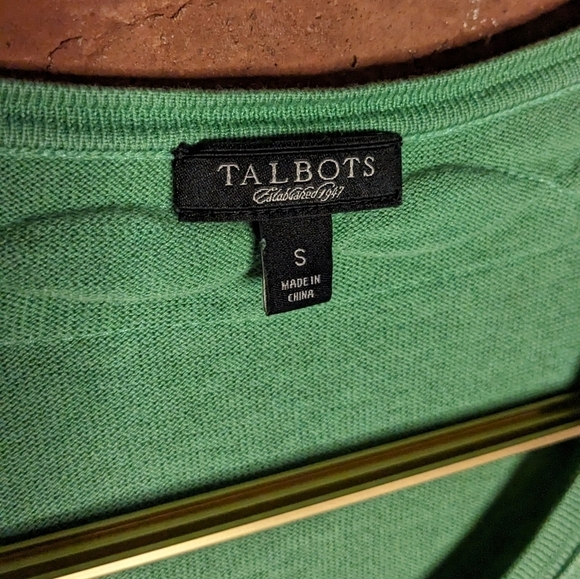 TALBOTS
Established 1947
S
MADE IN
CHINA